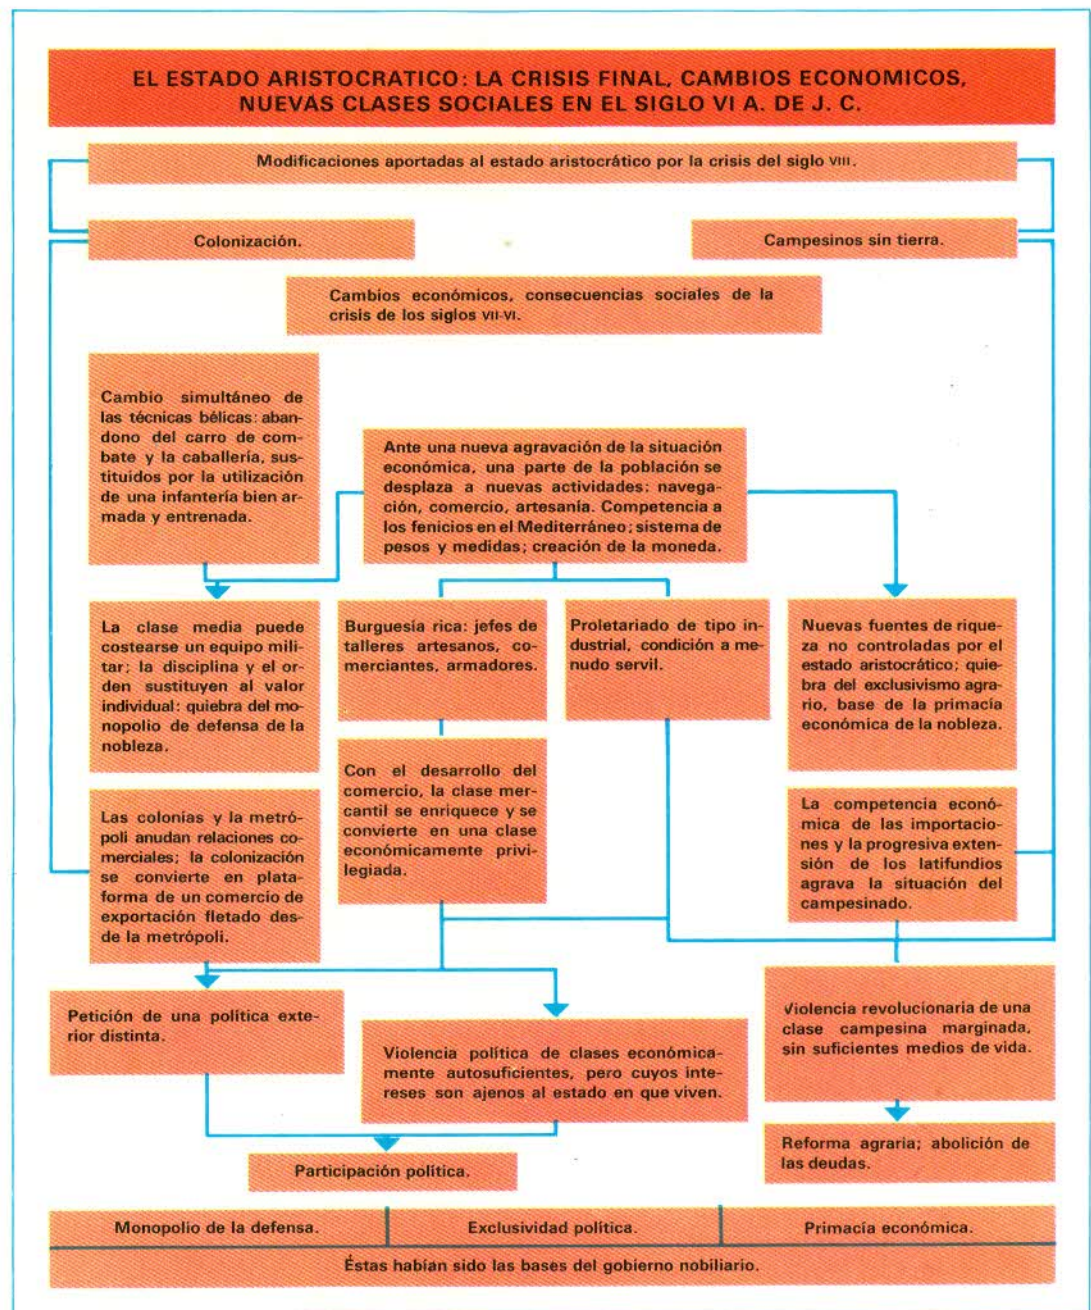 EL ESTADO ARISTOCRATICO: LA CRISIS FINAL, CAMBIOS ECONOMICOS,
NUEVAS CLASES SOCIALES EN EL SIGLO VI A. DE J. C.
Modificaciones aportadas al estado aristocrático por la crisis del siglo VIII.
Colonización.
Campesinos sin tierra.
Cambios económicos, consecuencias sociales de la
crisis de los siglos VII-VI.
Cambio simultáneo de
las técnicas bélicas: aban-
dono del carro de com-
bate y la caballería, sus-
tituidos por la utilización
de una infantería bien ar-
mada y entrenada.
Ante una nueva agravación de la situación
económica, una parte de la población se
desplaza a nuevas actividades: navega-
ción, comercio, artesanía. Competencia a
los fenicios en el Mediterráneo; sistema de
pesos y medidas; creación de la moneda.
La clase media puede
costearse un equipo mili-
tar; la disciplina y el or-
den sustituyen al valor
individual: quiebra del mo-
nopolio de defensa de la
nobleza.
Burguesía rica: jefes de
talleres artesanos, co-
merciantes, armadores.
Proletariado de tipo in-
dustrial, condición a me-
nudo servil.
Nuevas fuentes de rique-
za no controladas por el
estado aristocrático; quie-
bra del exclusivismo agra-
rio, base de la primacía
económica de la nobleza.
Con el desarrollo del
comercio, la clase mer-
cantil se enriquece y se
convierte en una clase
económicamente privi-
legiada.
Las colonias y la metró-
poli anudan relaciones co-
merciales; la colonización
se convierte en plata-
forma de un comercio de
exportación fletado des-
de la metrópoli.
La competencia econó-
mica de las importacio-
nes y la progresiva exten-
sión de los latifundios
agrava la situación del
campesinado.
Petición de una política exte-
rior distinta.
Violencia política de clases económica-
mente autosuficientes, pero cuyos inte-
reses son ajenos al estado en que viven.
Violencia revolucionaria de una
clase campesina marginada,
sin suficientes medios de vida.
Participación política.
Reforma agraria; abolición de
las deudas.
Monopolio de la defensa.
Exclusividad política.
Primacía económica.
Éstas habían sido las bases del gobierno nobiliario.